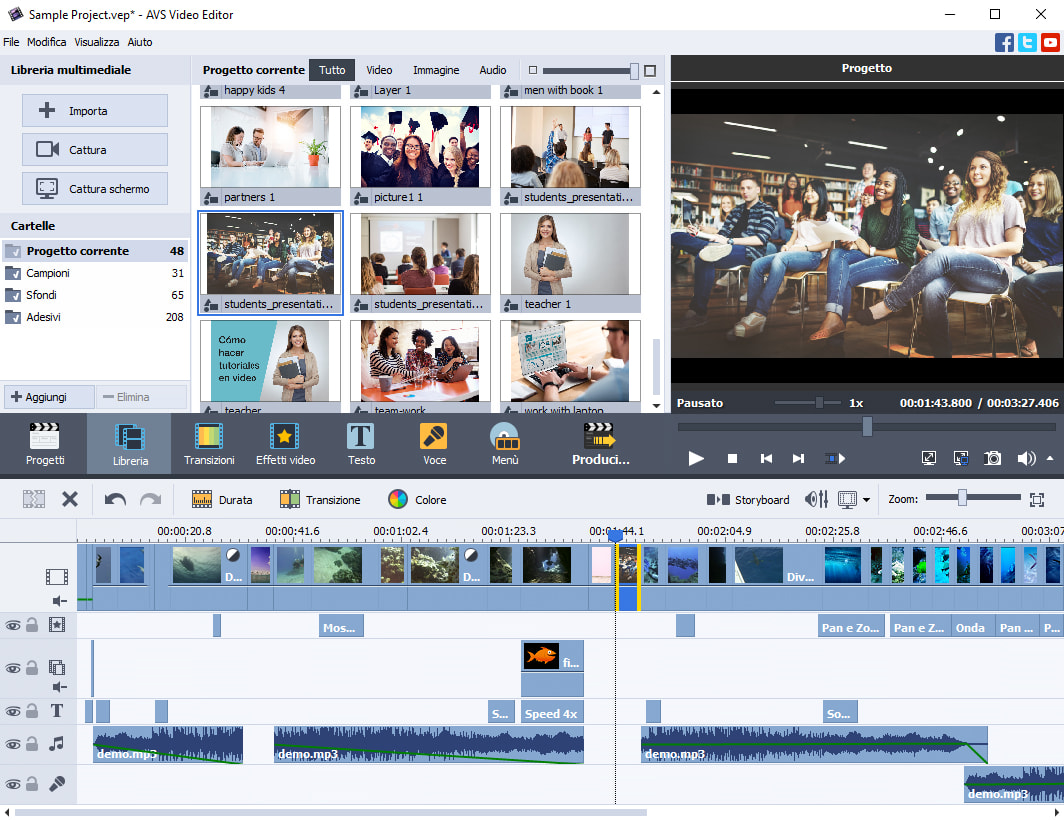 Sample Project.vep* - AVS Video Editor
File Modifica Visualizza Aiuto
Libreria multimediale
Progetto corrente Tutto Video Immagine Audio
Progetto
Importa
Cattura
Cattura schermo
Cartelle
Progetto corrente 48
Campioni 31
Sfondi 65
Adesivi 208
Aggiungi Elimina
happy kids 4 Layer 1 men with book 1
partners 1 picture1 1 students_presentati...
students_presentati... students_presentati... teacher 1
Cómo
hacer
tutoriales
en video
teacher team-work work with laptop
Pausato 1x 00:01:43.800 / 00:03:27.406
Progetti Libreria Transizioni Effetti video Testo Voce Menù Produci...
Durata Transizione Colore Storyboard Zoom:
00:00:20.8 00:00:41.6 00:01:02.4 00:01:23.3 00:01:44.1 00:02:04.9 00:02:25.8 00:02:46.6 00:03:07
D... D... Div...
Mos... Pan e Zo... Pan e Z... Onda Pan ... P...
fi...
T S... Speed 4x So...
demo.mp3 demo.mp3 demo.mp3
demo.mp3